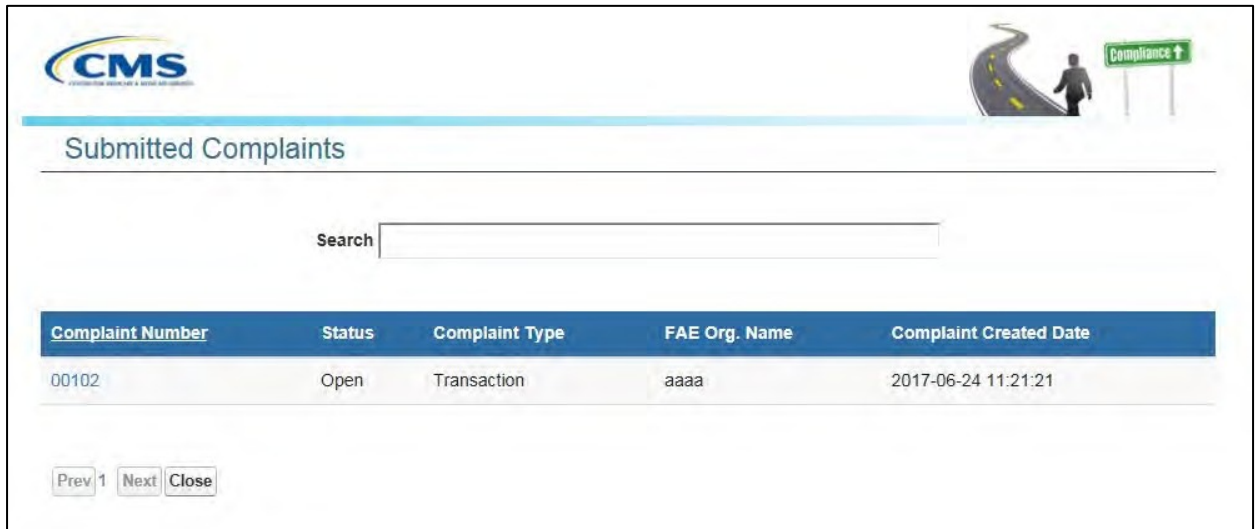 CMS
Compliance
Submitted Complaints
Search
Complaint Number Status Complaint Type FAE Org. Name Complaint Created Date
00102 Open Transaction aaaa 2017-06-24 11:21:21
Prev 1 Next Close